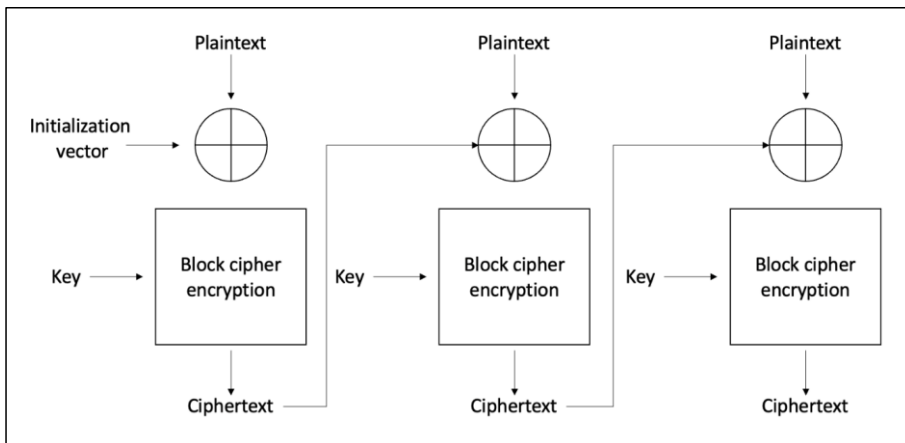 Plaintext
Plaintext
Plaintext
Initialization
vector
Key
Block cipher
encryption
Key
Block cipher
encryption
Key
Block cipher
encryption
Ciphertext
Ciphertext
Ciphertext